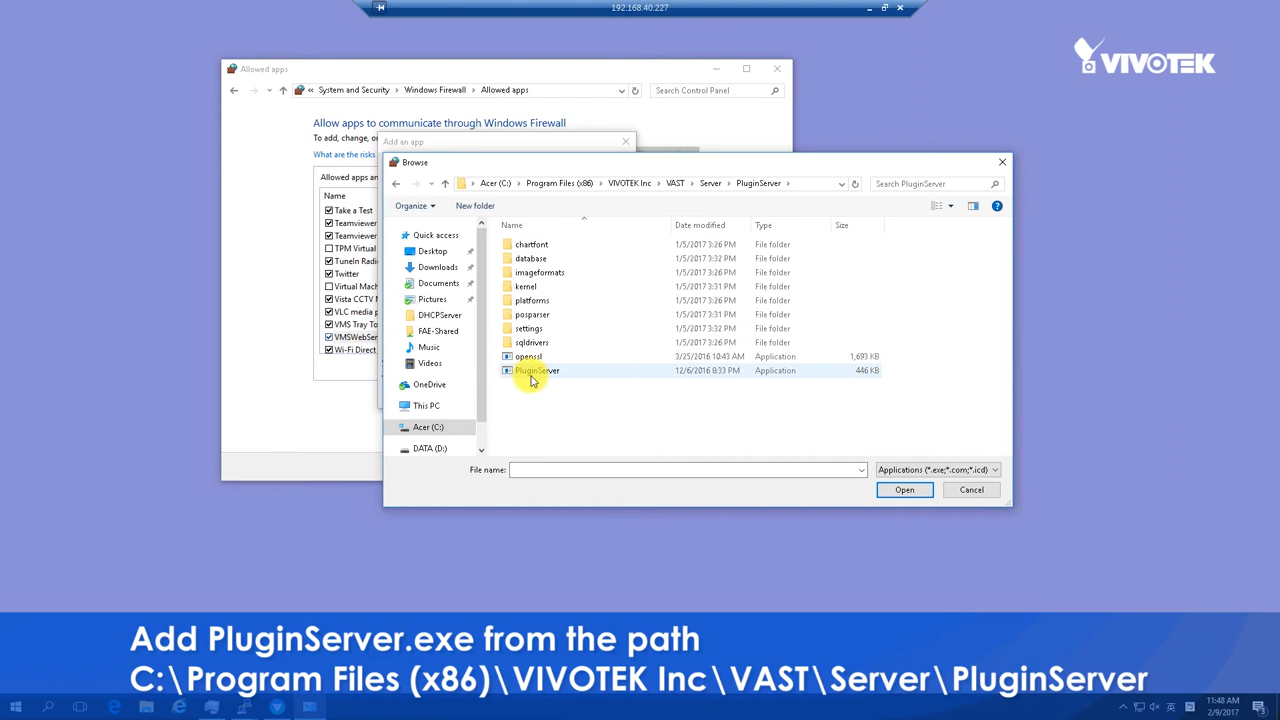 192.168.40.227
VIVOTEK
Allowed apps
« System and Security > Windows Firewall > Allowed apps
Search Control Panel
Allow apps to communicate through Windows Firewall
To add, change, o
What are the risks
Allowed apps an
Name
Take a Test
Teamviewer
Teamviewer
TPM Virtual
TuneIn Radi
Twitter
Virtual Mach
Vista CCTV M
VLC media p
VMS Tray To
VMSWebSer
Wi-Fi Direct
Add an app
Browse
Acer (C:) > Program Files (x86) > VIVOTEK Inc > VAST > Server > PluginServer >
Search PluginServer
Organize
New folder
Quick access
Desktop
Downloads
Documents
Pictures
DHCPServer
FAE-Shared
Music
Videos
OneDrive
This PC
Acer (C:)
DATA (D:)
Name Date modified Type Size
chartfont 1/5/2017 3:26 PM File folder
database 1/5/2017 3:32 PM File folder
imageformats 1/5/2017 3:26 PM File folder
kernel 1/5/2017 3:31 PM File folder
platforms 1/5/2017 3:26 PM File folder
posparser 1/5/2017 3:31 PM File folder
settings 1/5/2017 3:32 PM File folder
sqldrivers 1/5/2017 3:26 PM File folder
openssl 3/25/2016 10:43 AM Application 1,693 KB
PluginServer 12/6/2016 8:33 PM Application 446 KB
File name:
Applications (*.exe;*.com;*.icd)
Open
Cancel
Add PluginServer.exe from the path
C:\Program Files (x86)\VIVOTEK Inc\VAST\Server\PluginServer
英
11:48 AM
2/9/2017
3